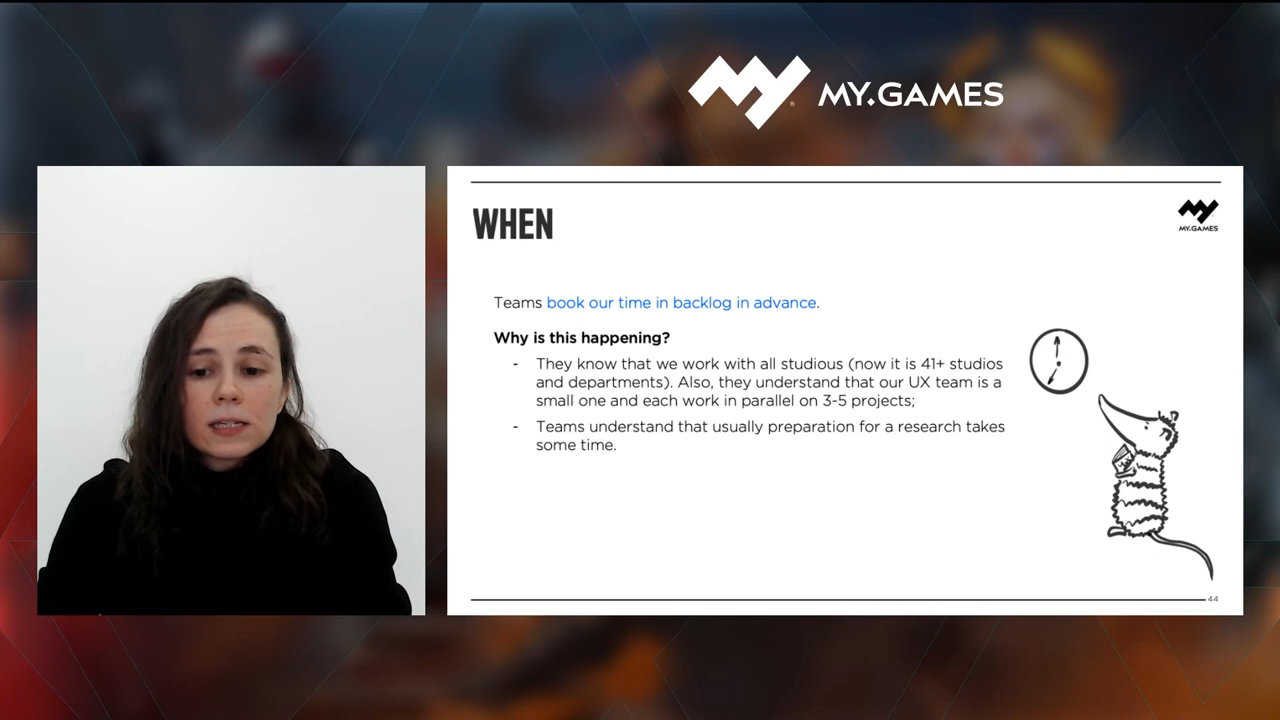 MY.GAMES
WHEN
MY.GAMES
Teams book our time in backlog in advance.
Why is this happening?
- They know that we work with all studious (now it is 41+ studios
and departments). Also, they understand that our UX team is a
small one and each work in parallel on 3-5 projects;
- Teams understand that usually preparation for a research takes
some time.
44